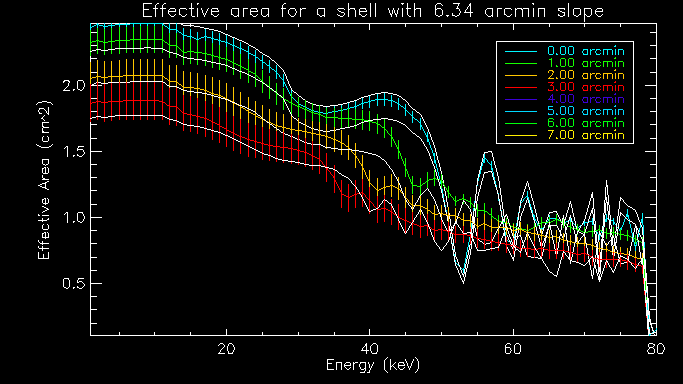 Effective area for a shell with 6.34 arcmin slope
0.00 arcmin
1.00 arcmin
2.00 arcmin
3.00 arcmin
4.00 arcmin
5.00 arcmin
6.00 arcmin
7.00 arcmin
Effective Area (cm^2)
2.0
1.5
1.0
0.5
20 40 60 80
Energy (keV)